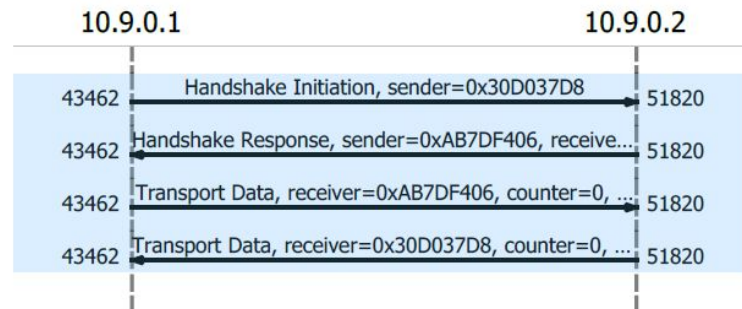 10.9.0.1 10.9.0.2
43462 Handshake Initiation, sender=0x30D037D8 51820
43462 Handshake Response, sender=0xAB7DF406, receive... 51820
43462 Transport Data, receiver=0xAB7DF406, counter=0, ... 51820
43462 Transport Data, receiver=0x30D037D8, counter=0, ... 51820